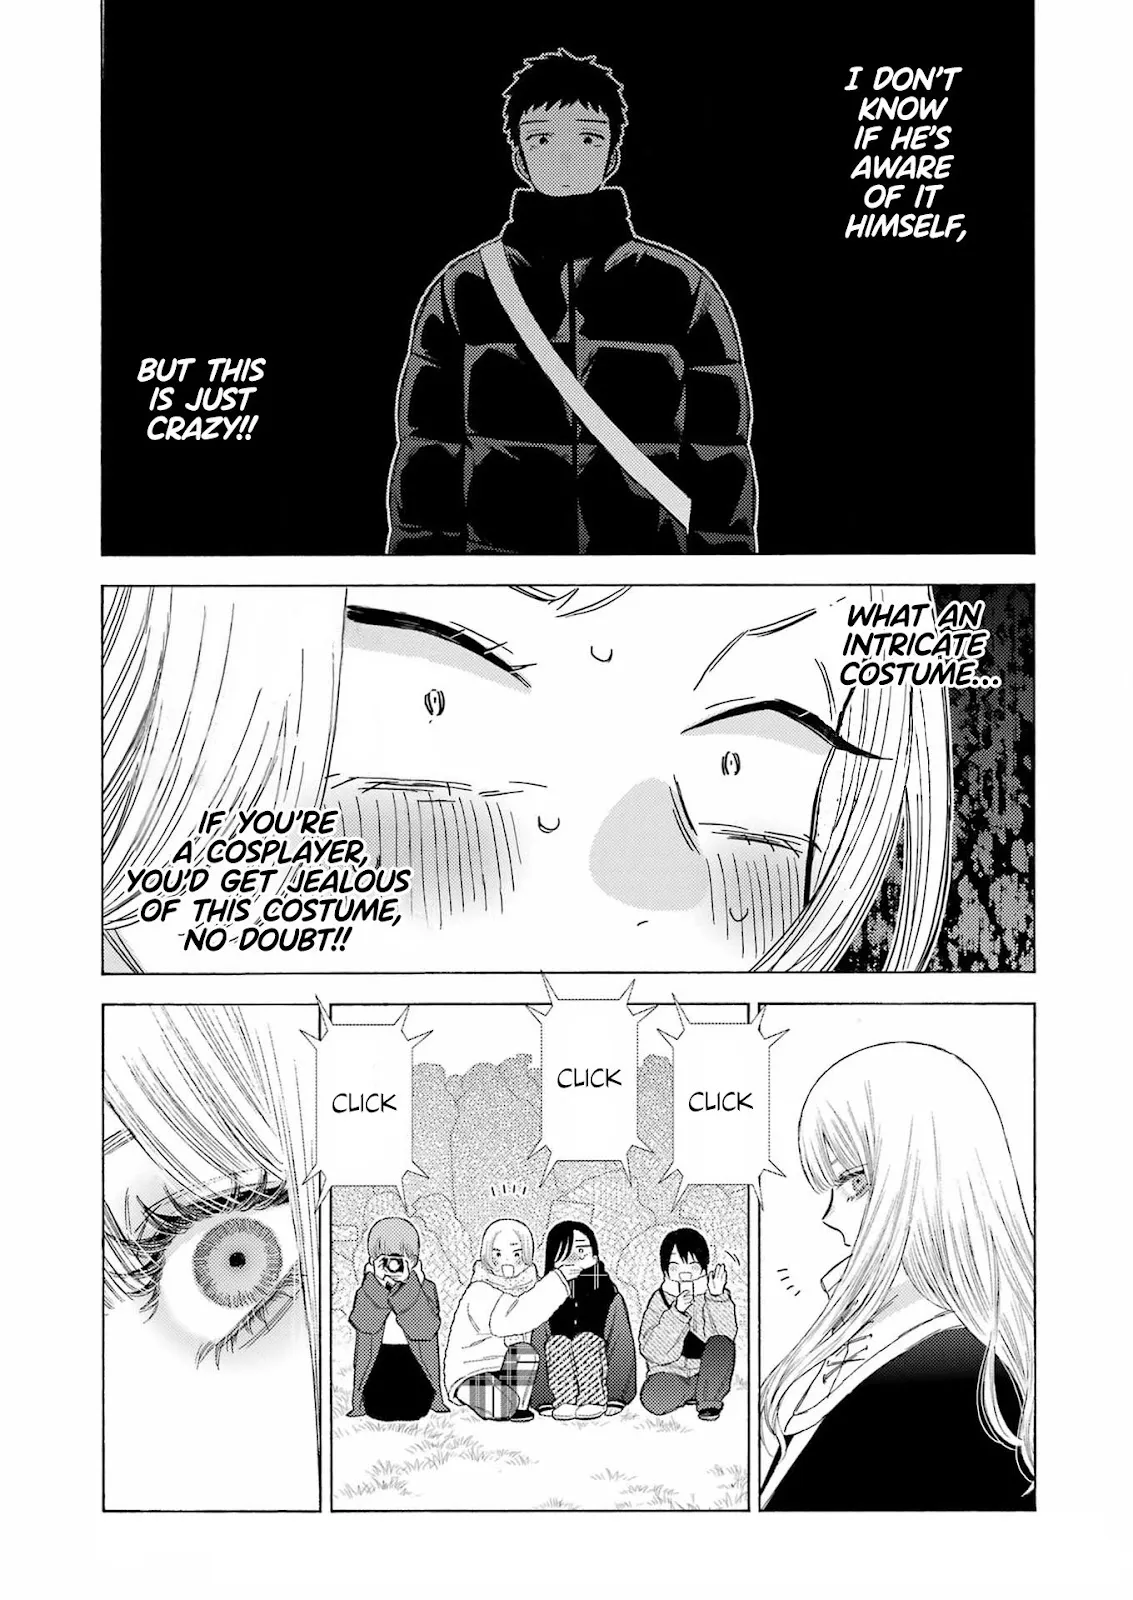 I DON'T
KNOW
IF HE'S
AWARE
OF IT
HIMSELF,
BUT THIS
IS JUST
CRAZY!!
WHAT AN
INTRICATE
COSTUME...
IF YOU'RE
A COSPLAYER,
YOU'D GET JEALOUS
OF THIS COSTUME,
NO DOUBT!!
CLICK
CLICK
CLICK